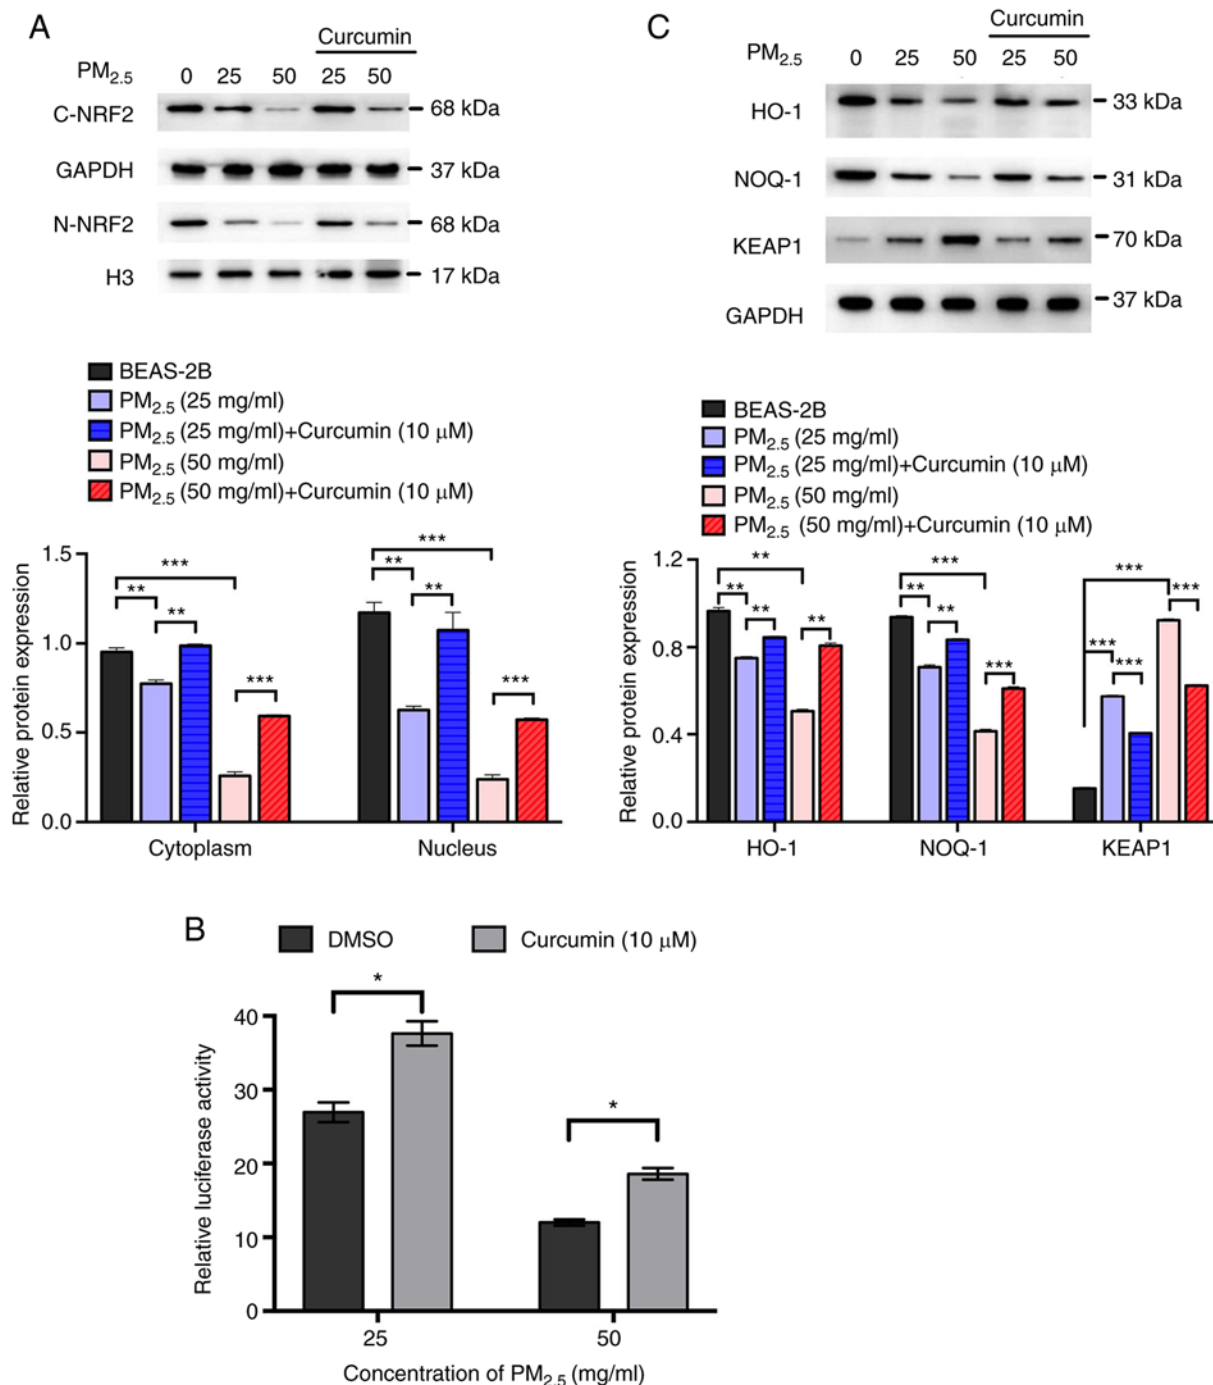 A
Curcumin
PM2.5 0 25 50 25 50
C-NRF2 68 kDa
GAPDH 37 kDa
N-NRF2 68 kDa
H3 17 kDa
BEAS-2B
PM2.5 (25 mg/ml)
PM2.5 (25 mg/ml)+Curcumin (10 μM)
PM2.5 (50 mg/ml)
PM2.5 (50 mg/ml)+Curcumin (10 μM)
Relative protein expression
1.5
1.0
0.5
0.0
*** ** ** ***
*** ** ** ***
Cytoplasm Nucleus
C
Curcumin
PM2.5 0 25 50 25 50
HO-1 33 kDa
NOQ-1 31 kDa
KEAP1 70 kDa
GAPDH 37 kDa
BEAS-2B
PM2.5 (25 mg/ml)
PM2.5 (25 mg/ml)+Curcumin (10 μM)
PM2.5 (50 mg/ml)
PM2.5 (50 mg/ml)+Curcumin (10 μM)
Relative protein expression
1.2
0.8
0.4
0.0
** ** ** **
*** ** ** ***
*** *** *** ***
HO-1 NOQ-1 KEAP1
B
DMSO Curcumin (10 μM)
Relative luciferase activity
40
30
20
10
0
* *
25 50
Concentration of PM2.5 (mg/ml)